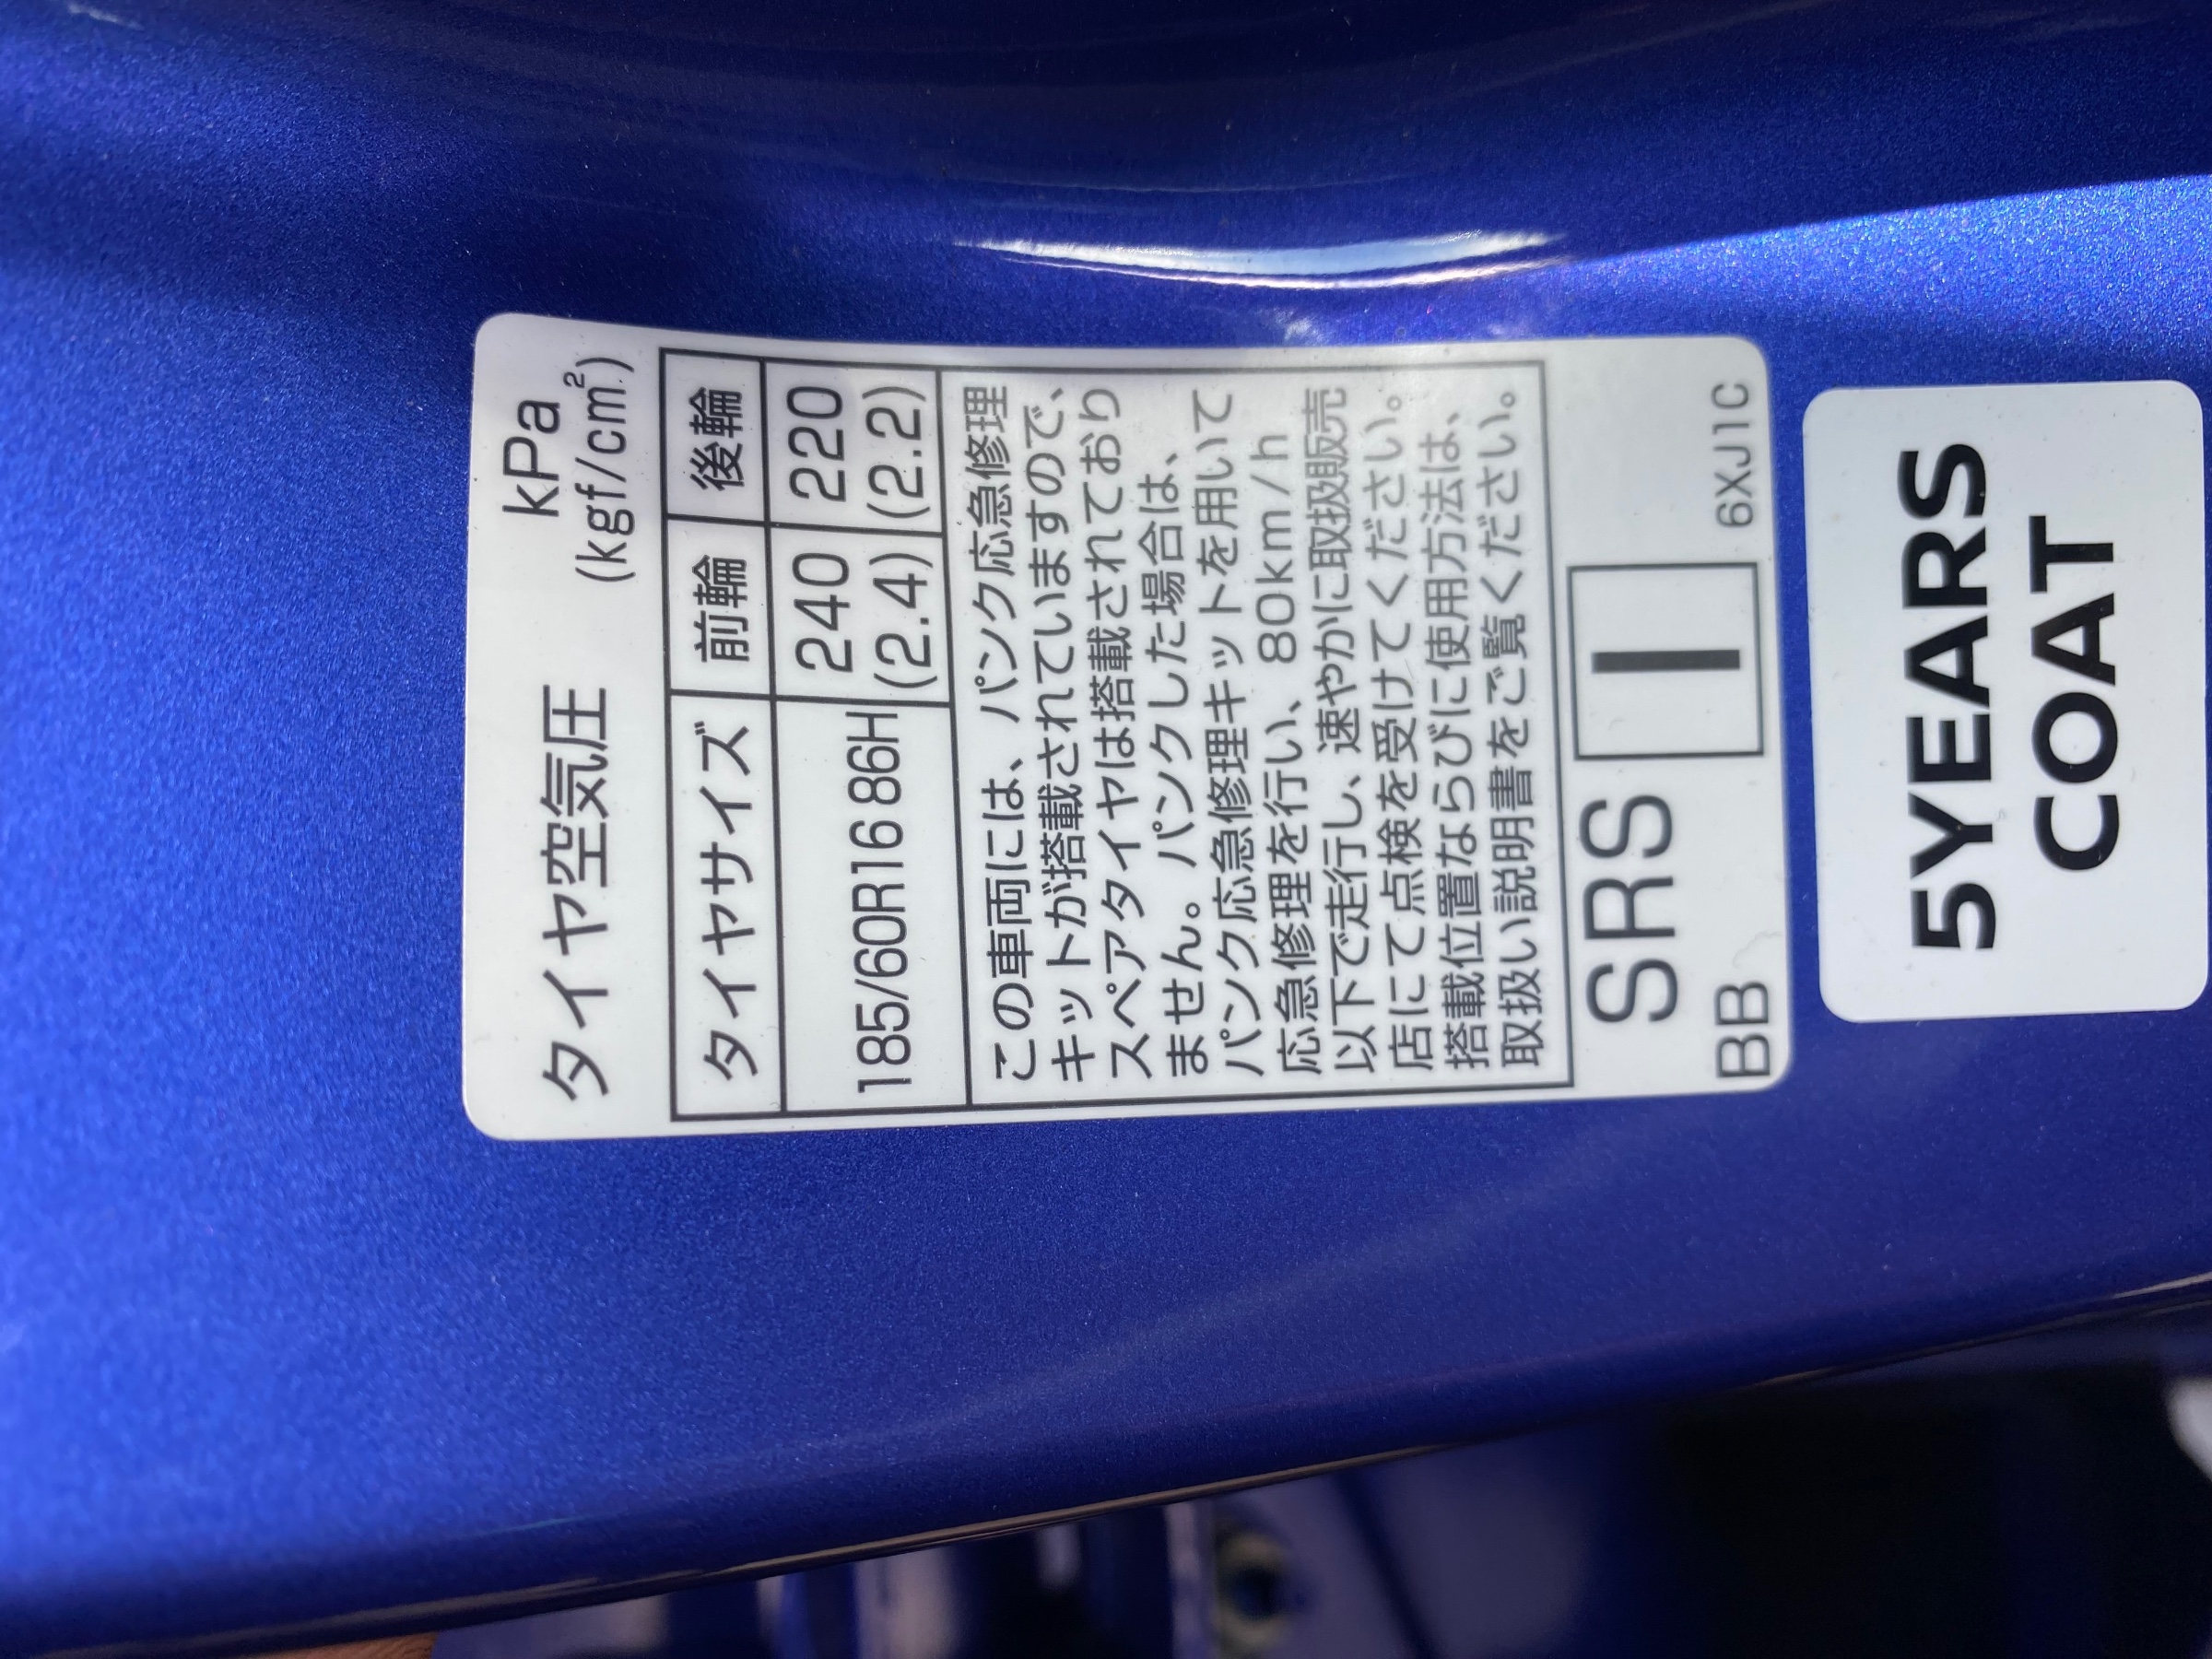 タイヤ空気圧 kPa
(kgf/cm²)
タイヤサイズ 前輪 後輪
185/60R16 86H 240 220
(2.4) (2.2)
この車両には、パンク応急修理
キットが搭載されていますので、
スペアタイヤは搭載されており
ません。パンクした場合は、
パンク応急修理キットを用いて
応急修理を行い、80km/h
以下で走行し、速やかに取扱販売
店にて点検を受けてください。
搭載位置ならびに使用方法は、
取扱い説明書をご覧ください。
SRS I
BB 6XJ1C
5YEARS
COAT